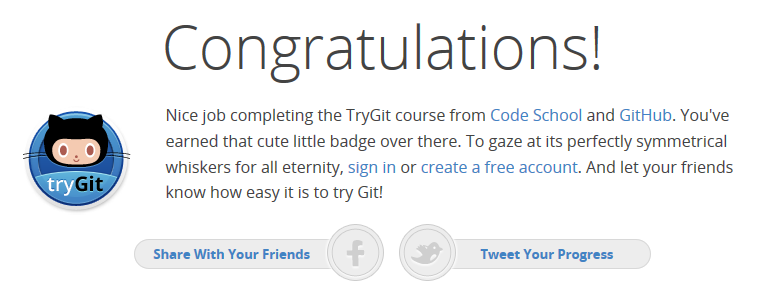 Congratulations!
Nice job completing the TryGit course from Code School and GitHub. You've
earned that cute little badge over there. To gaze at its perfectly symmetrical
whiskers for all eternity, sign in or create a free account. And let your friends
know how easy it is to try Git!
tryGit
Share With Your Friends
Tweet Your Progress